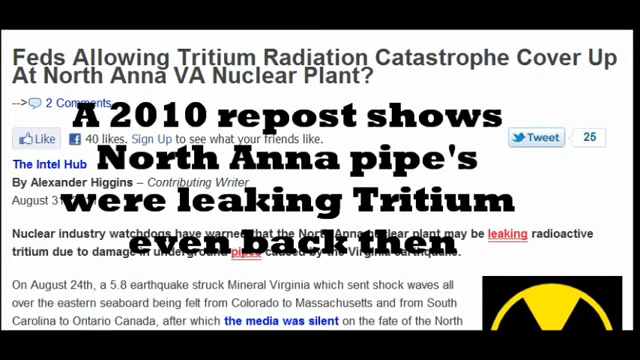 Feds Allowing Tritium Radiation Catastrophe Cover Up
At North Anna VA Nuclear Plant?
--> 2 Comments
A 2010 repost shows
Like 40 likes. Sign Up to see what your friends like.
Tweet 25
The Intel Hub
North Anna pipe's
By Alexander Higgins – Contributing Writer
August 3
were leaking Tritium
Nuclear industry watchdogs have warned that the North Anna nuclear plant may be leaking radioactive
even back then
tritium due to damage in underground pipes caused by the Virginia earthquake.
On August 24th, a 5.8 earthquake struck Mineral Virginia which sent shock waves all
over the eastern seaboard being felt from Colorado to Massachusetts and from South
Carolina to Ontario Canada, after which the media was silent on the fate of the North